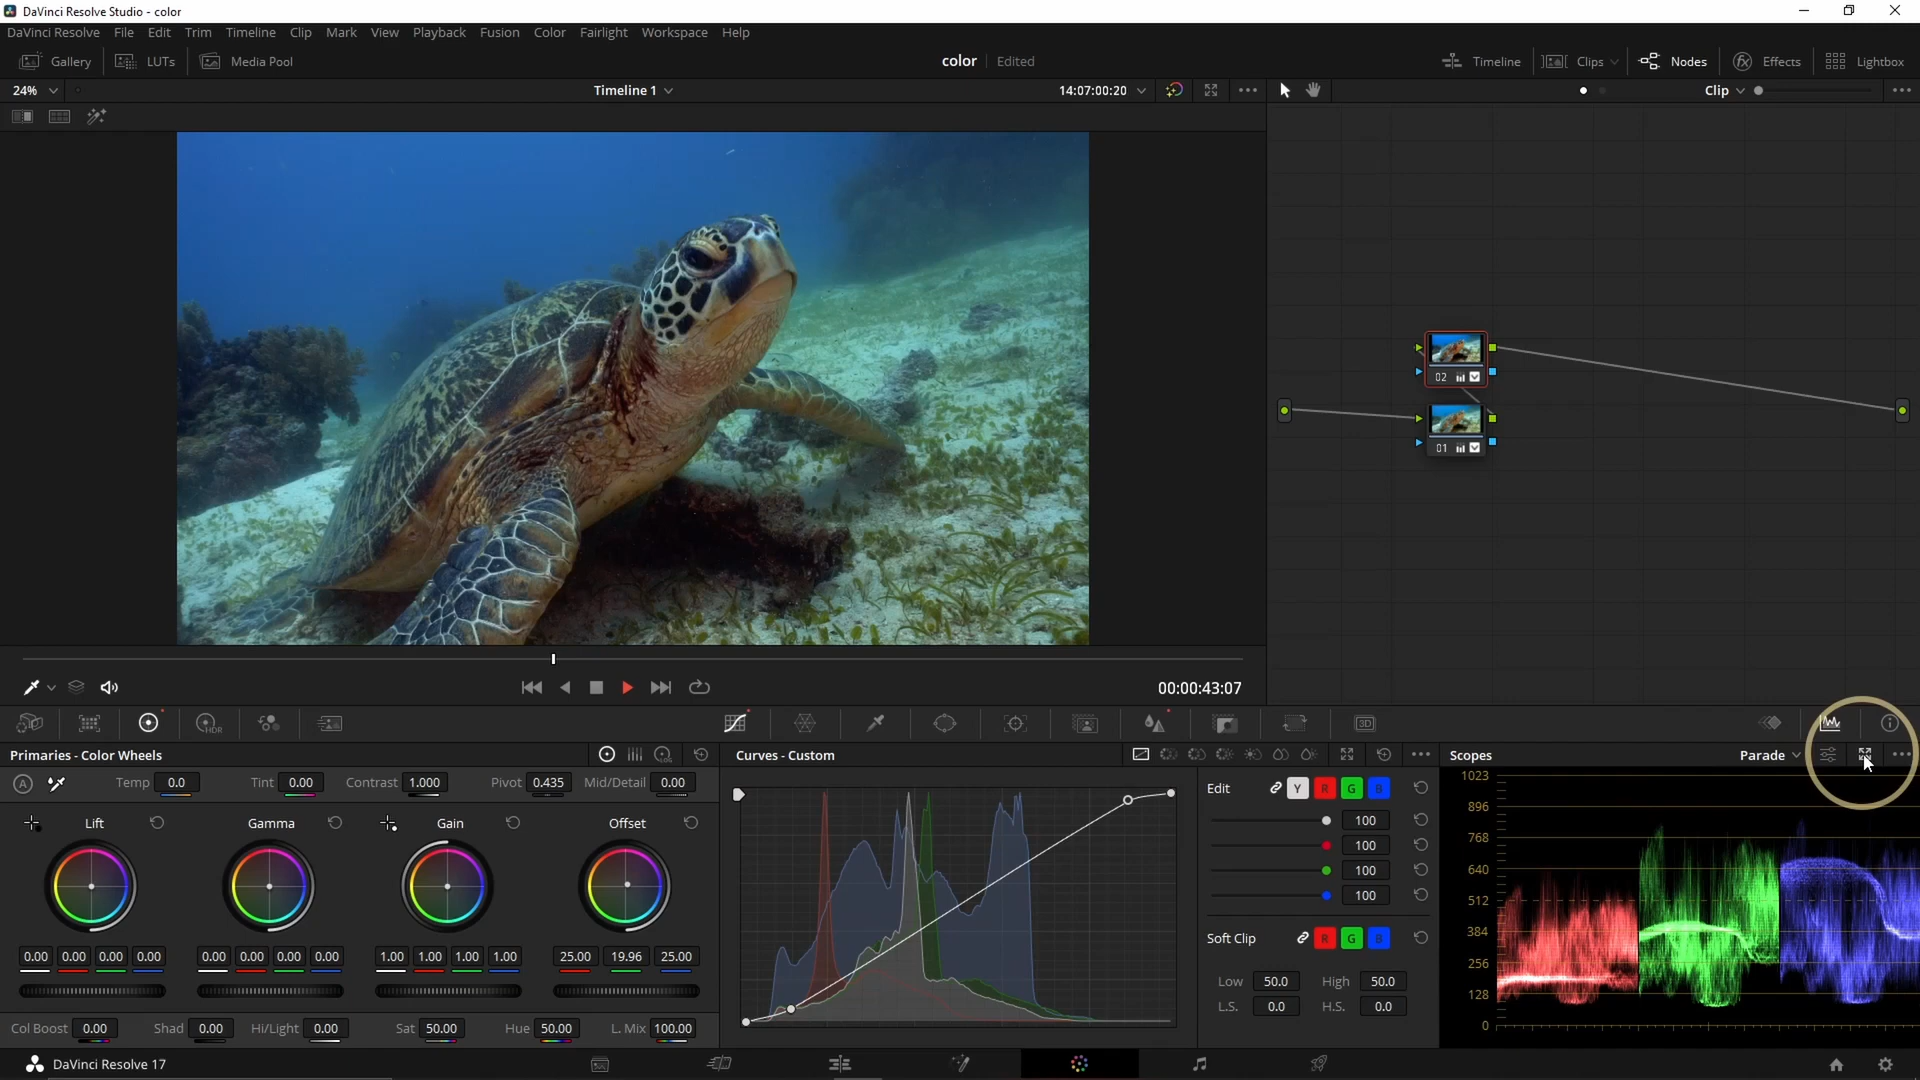 DaVinci Resolve Studio - color
DaVinci Resolve File Edit Trim Timeline Clip Mark View Playback Fusion Color Fairlight Workspace Help
Gallery LUTs Media Pool color Edited Timeline Clips Nodes Effects Lightbox
24% Timeline 1 14:07:00:20 Clip
02
01
00:00:43:07
HDR
3D
Primaries - Color Wheels Curves - Custom Scopes Parade
A Temp 0.0 Tint 0.00 Contrast 1.000 Pivot 0.435 Mid/Detail 0.00
Lift Gamma Gain Offset
0.00 0.00 0.00 0.00 0.00 0.00 0.00 0.00 1.00 1.00 1.00 1.00 25.00 19.96 25.00
Col Boost 0.00 Shad 0.00 Hi/Light 0.00 Sat 50.00 Hue 50.00 L. Mix 100.00
Edit Y R G B
100
100
100
100
Soft Clip R G B
Low 50.0 High 50.0
L.S. 0.0 H.S. 0.0
1023
896
768
640
512
384
256
128
0
DaVinci Resolve 17